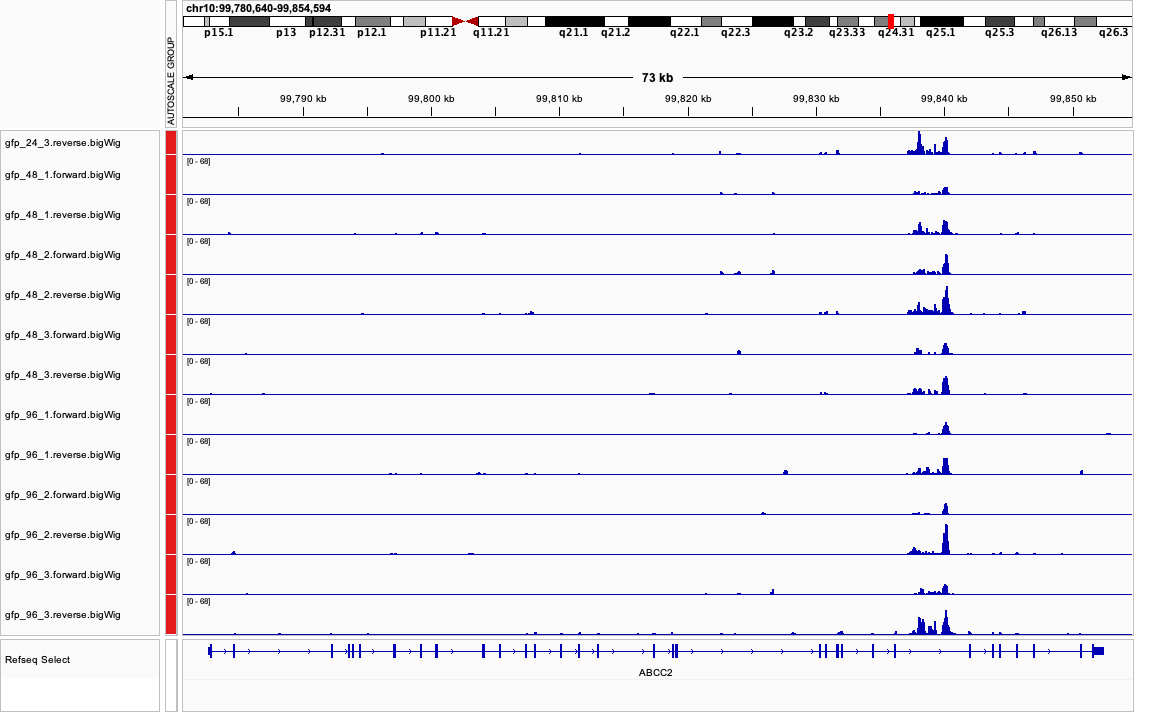 chr10:99,780,640-99,854,594
p15.1 p13 p12.31 p12.1 p11.21 q11.21 q21.1 q21.2 q22.1 q22.2 q22.3 q23.2 q23.33 q24.31 q25.1 q25.3 q26.13 q26.3
AUTOSCALE GROUP
73 kb
99,790 kb 99,800 kb 99,810 kb 99,820 kb 99,830 kb 99,840 kb 99,850 kb
gfp_24_3.reverse.bigWig
[0 - 68]
gfp_48_1.forward.bigWig
[0 - 68]
gfp_48_1.reverse.bigWig
[0 - 68]
gfp_48_2.forward.bigWig
[0 - 68]
gfp_48_2.reverse.bigWig
[0 - 68]
gfp_48_3.forward.bigWig
[0 - 68]
gfp_48_3.reverse.bigWig
[0 - 68]
gfp_96_1.forward.bigWig
[0 - 68]
gfp_96_1.reverse.bigWig
[0 - 68]
gfp_96_2.forward.bigWig
[0 - 68]
gfp_96_2.reverse.bigWig
[0 - 68]
gfp_96_3.forward.bigWig
[0 - 68]
gfp_96_3.reverse.bigWig
Refseq Select
ABCC2